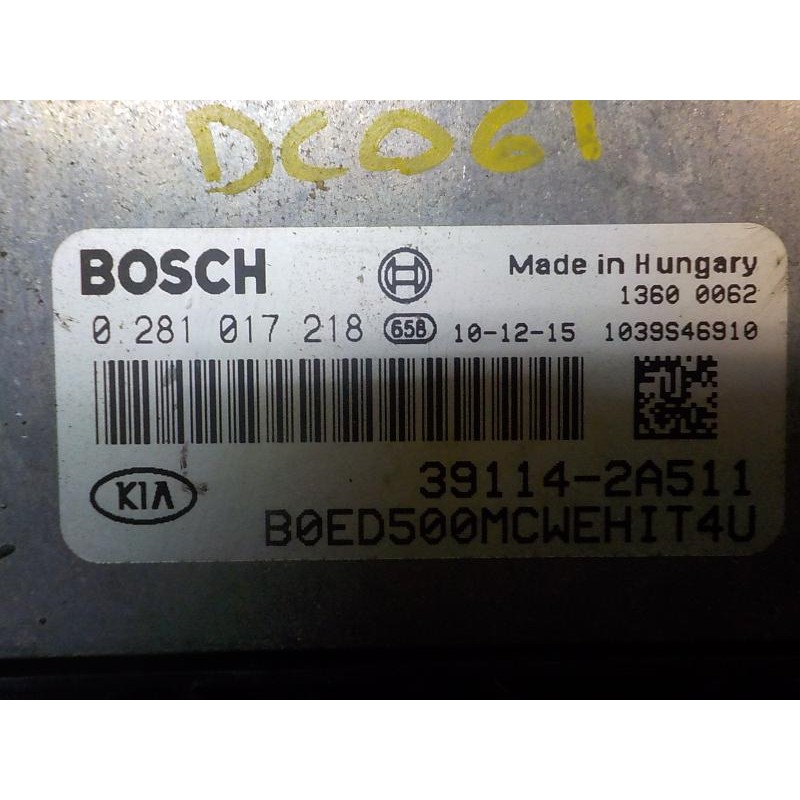 DC061
BOSCH
Made in Hungary
1360 0062
0 281 017 218 658 10-12-15 1039S46910
KIA
39114-2A511
B0ED500MCWEHIT4U